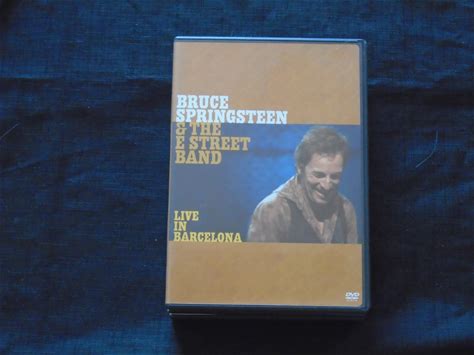 BRUCE
SPRINGSTEEN
& THE
E STREET
BAND
LIVE
IN
BARCELONA
DVD